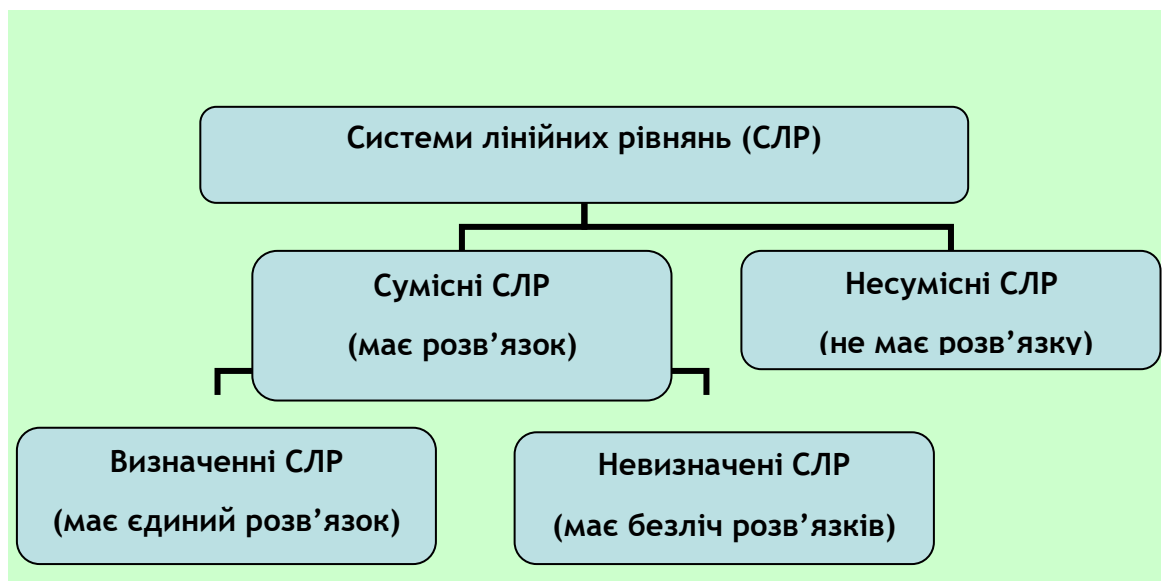 Системи лінійних рівнянь (СЛР)
Сумісні СЛР
(має розв’язок)
Несумісні СЛР
(не має розв’язку)
Визначенні СЛР
(має єдиний розв’язок)
Невизначені СЛР
(має безліч розв’язків)